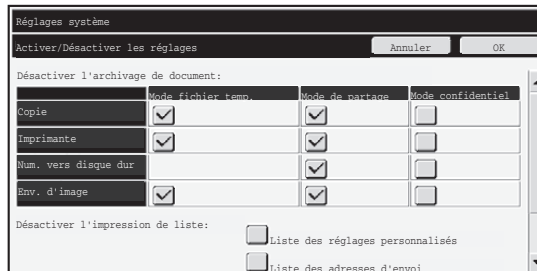 Réglages système
Activer/Désactiver les réglages Annuler OK
Désactiver l'archivage de document:
Mode fichier temp. Mode de partage Mode confidentiel
Copie
Imprimante
Num. vers disque dur
Env. d'image
Désactiver l'impression de liste:
Liste des réglages personnalisés
Liste des adresses d'envoi